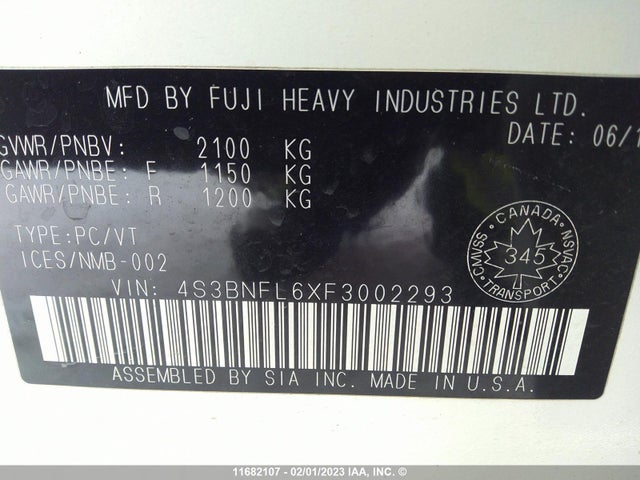 MFD BY FUJI HEAVY INDUSTRIES LTD.
DATE: 06/1
GVWR/PNBV: 2100 KG
GAWR/PNBE: F 1150 KG
GAWR/PNBE: R 1200 KG
TYPE:PC/VT
ICES/NMB-002
CANADA
CMVSS 345 NSVAC
TRANSPORT
VIN: 4S3BNFL6XF3002293
ASSEMBLED BY SIA INC. MADE IN U.S.A.
11682107 - 02/01/2023 IAA, Inc. ©